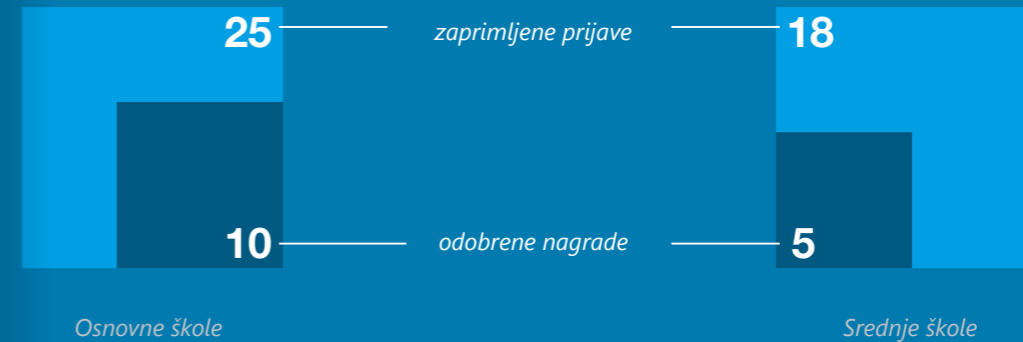 25 zaprimljene prijave 18
10 odobrene nagrade 5
Osnovne škole Srednje škole